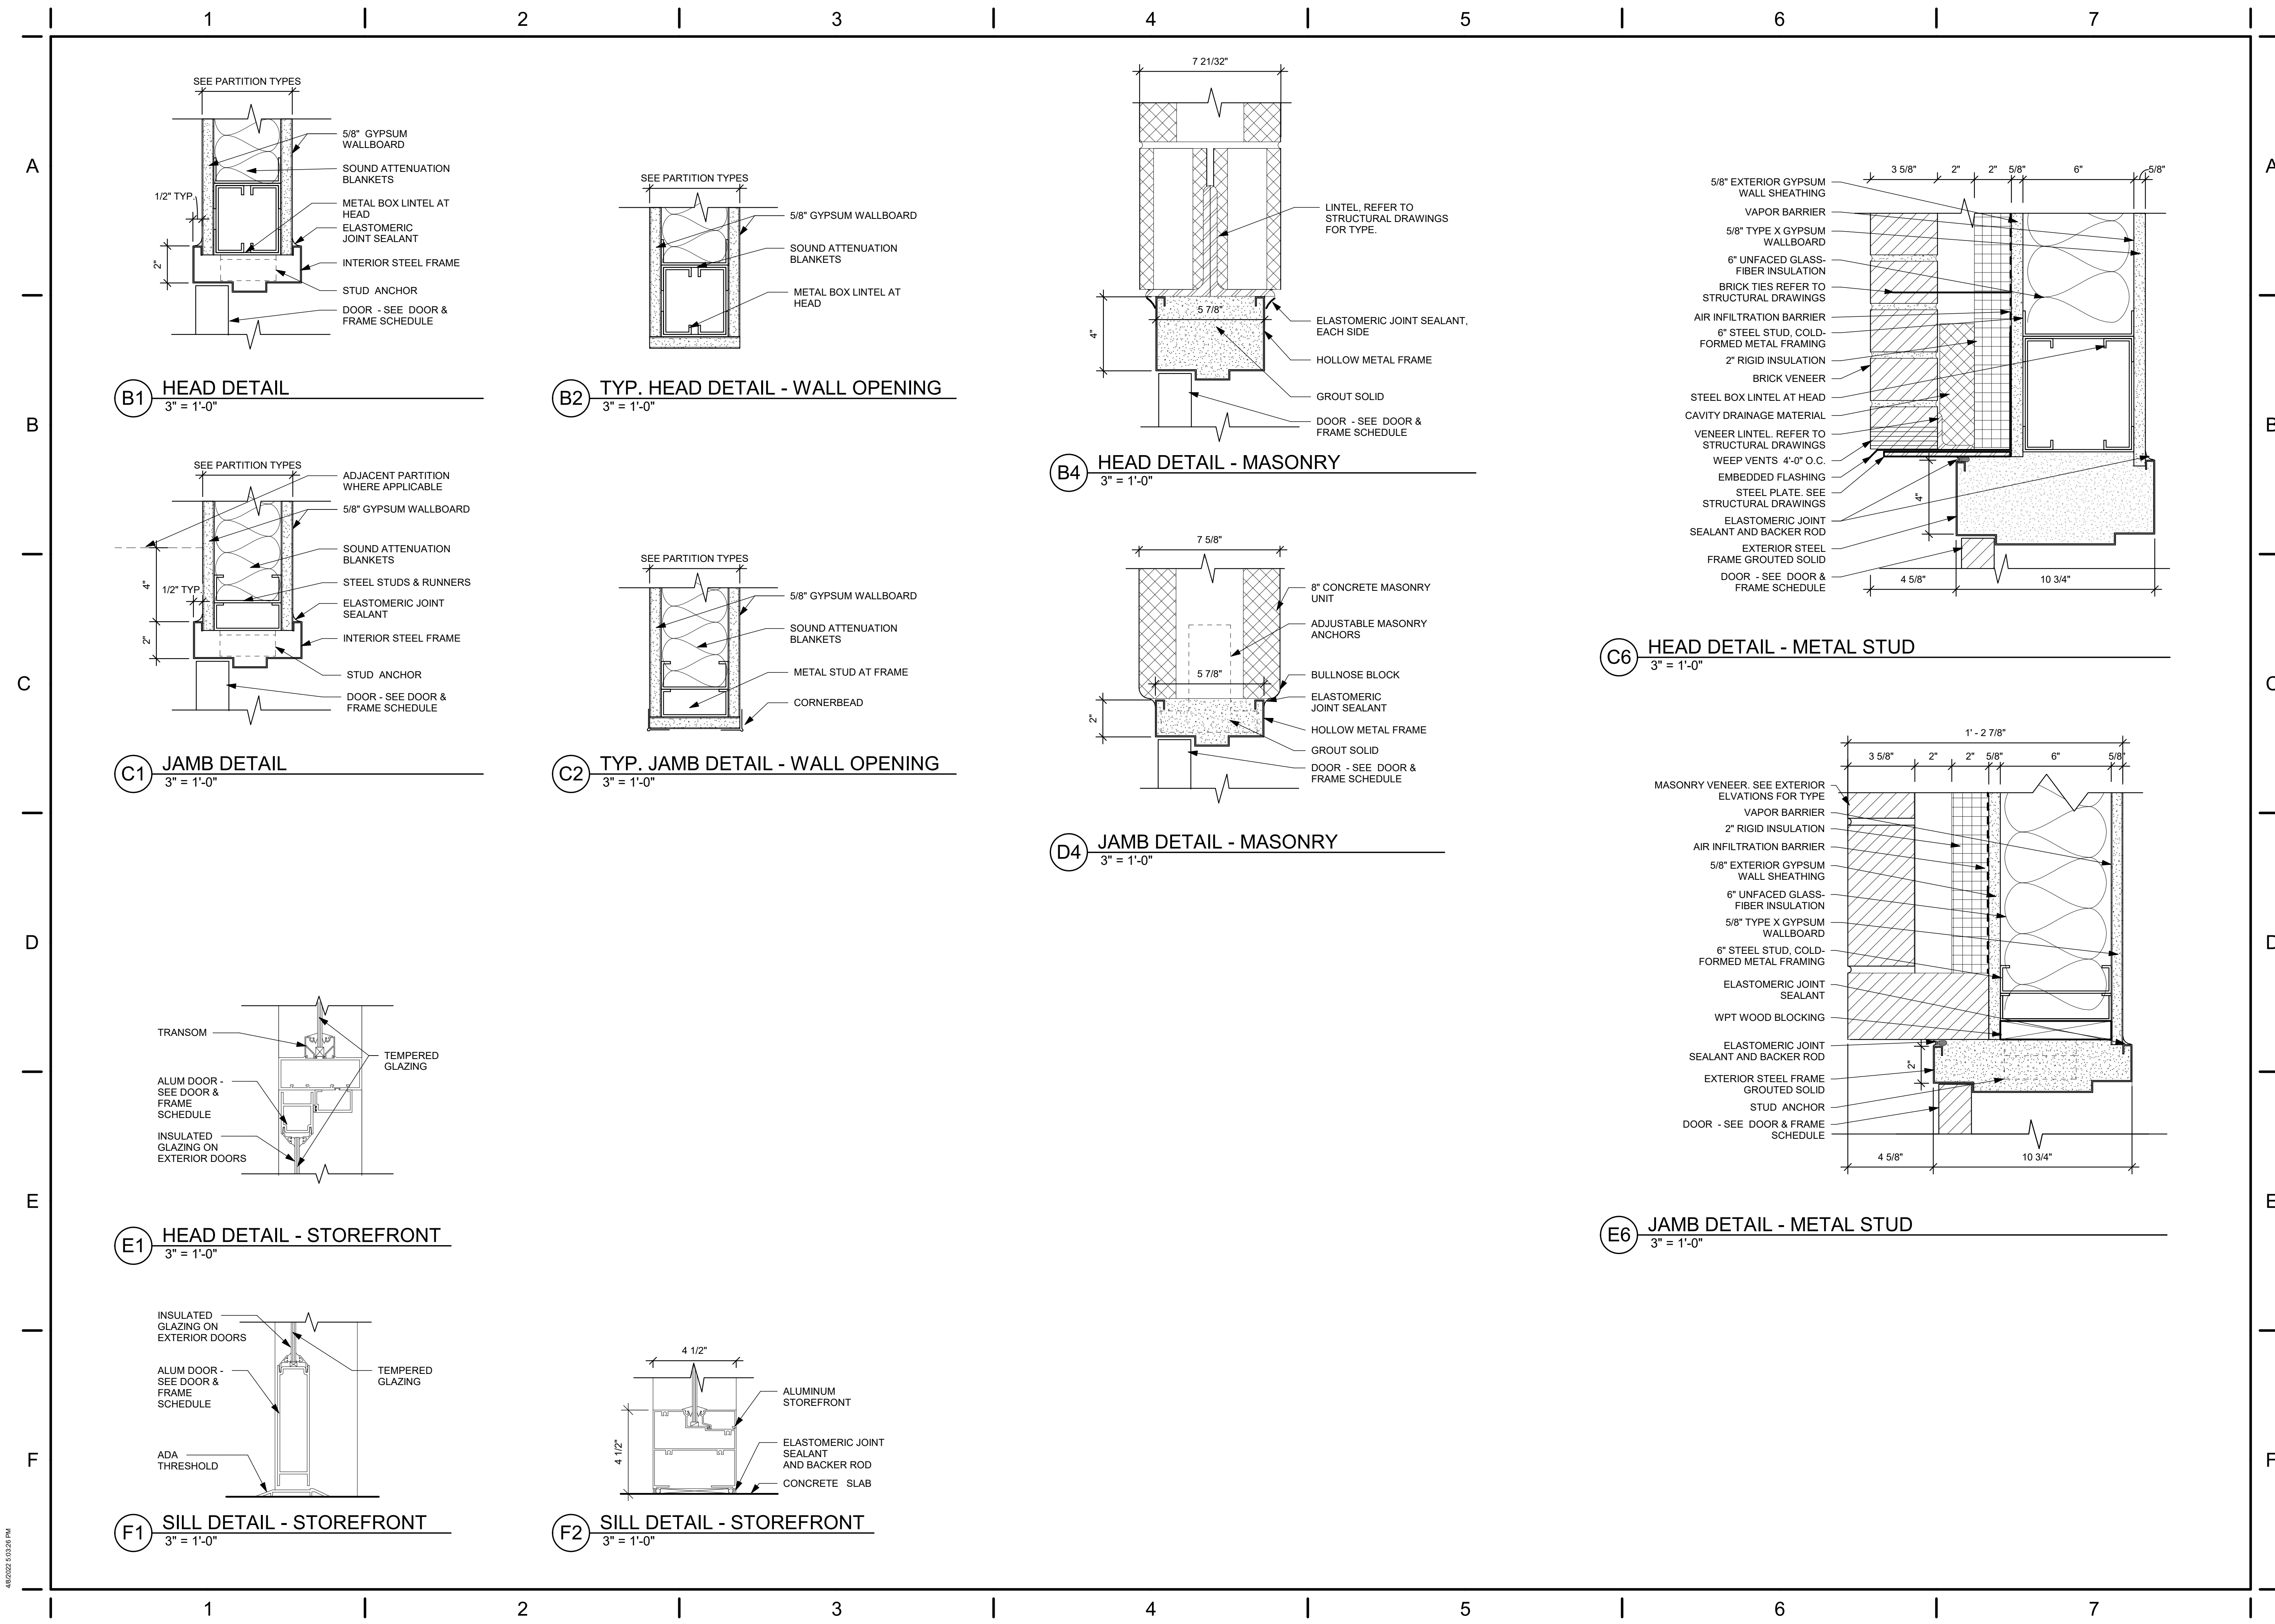 1 2 3 4 5 6 7
A
B
C
D
E
F
SEE PARTITION TYPES
5/8" GYPSUM
WALLBOARD
SOUND ATTENUATION
BLANKETS
1/2" TYP.
METAL BOX LINTEL AT
HEAD
ELASTOMERIC
JOINT SEALANT
2"
INTERIOR STEEL FRAME
STUD ANCHOR
DOOR - SEE DOOR &
FRAME SCHEDULE
B1 HEAD DETAIL
3" = 1'-0"
SEE PARTITION TYPES
5/8" GYPSUM WALLBOARD
SOUND ATTENUATION
BLANKETS
METAL BOX LINTEL AT
HEAD
B2 TYP. HEAD DETAIL - WALL OPENING
3" = 1'-0"
7 21/32"
LINTEL, REFER TO
STRUCTURAL DRAWINGS
FOR TYPE.
5 7/8"
4"
ELASTOMERIC JOINT SEALANT,
EACH SIDE
HOLLOW METAL FRAME
GROUT SOLID
DOOR - SEE DOOR &
FRAME SCHEDULE
B4 HEAD DETAIL - MASONRY
3" = 1'-0"
3 5/8" 2" 2" 5/8" 6" 5/8"
5/8" EXTERIOR GYPSUM
WALL SHEATHING
VAPOR BARRIER
5/8" TYPE X GYPSUM
WALLBOARD
6" UNFACED GLASS-
FIBER INSULATION
BRICK TIES REFER TO
STRUCTURAL DRAWINGS
AIR INFILTRATION BARRIER
6" STEEL STUD, COLD-
FORMED METAL FRAMING
2" RIGID INSULATION
BRICK VENEER
STEEL BOX LINTEL AT HEAD
CAVITY DRAINAGE MATERIAL
VENEER LINTEL. REFER TO
STRUCTURAL DRAWINGS
WEEP VENTS 4'-0" O.C.
EMBEDDED FLASHING
STEEL PLATE. SEE
STRUCTURAL DRAWINGS
4"
ELASTOMERIC JOINT
SEALANT AND BACKER ROD
EXTERIOR STEEL
FRAME GROUTED SOLID
DOOR - SEE DOOR &
FRAME SCHEDULE
4 5/8" 10 3/4"
C6 HEAD DETAIL - METAL STUD
3" = 1'-0"
SEE PARTITION TYPES
ADJACENT PARTITION
WHERE APPLICABLE
5/8" GYPSUM WALLBOARD
SOUND ATTENUATION
BLANKETS
4"
1/2" TYP.
STEEL STUDS & RUNNERS
ELASTOMERIC JOINT
SEALANT
2"
INTERIOR STEEL FRAME
STUD ANCHOR
DOOR - SEE DOOR &
FRAME SCHEDULE
C1 JAMB DETAIL
3" = 1'-0"
SEE PARTITION TYPES
5/8" GYPSUM WALLBOARD
SOUND ATTENUATION
BLANKETS
METAL STUD AT FRAME
CORNERBEAD
C2 TYP. JAMB DETAIL - WALL OPENING
3" = 1'-0"
7 5/8"
8" CONCRETE MASONRY
UNIT
ADJUSTABLE MASONRY
ANCHORS
5 7/8"
BULLNOSE BLOCK
ELASTOMERIC
JOINT SEALANT
2"
HOLLOW METAL FRAME
GROUT SOLID
DOOR - SEE DOOR &
FRAME SCHEDULE
D4 JAMB DETAIL - MASONRY
3" = 1'-0"
1' - 2 7/8"
3 5/8" 2" 2" 5/8" 6" 5/8"
MASONRY VENEER. SEE EXTERIOR
ELVATIONS FOR TYPE
VAPOR BARRIER
2" RIGID INSULATION
AIR INFILTRATION BARRIER
5/8" EXTERIOR GYPSUM
WALL SHEATHING
6" UNFACED GLASS-
FIBER INSULATION
5/8" TYPE X GYPSUM
WALLBOARD
6" STEEL STUD, COLD-
FORMED METAL FRAMING
ELASTOMERIC JOINT
SEALANT
WPT WOOD BLOCKING
ELASTOMERIC JOINT
SEALANT AND BACKER ROD
2"
EXTERIOR STEEL FRAME
GROUTED SOLID
STUD ANCHOR
DOOR - SEE DOOR & FRAME
SCHEDULE
4 5/8" 10 3/4"
E6 JAMB DETAIL - METAL STUD
3" = 1'-0"
TRANSOM
TEMPERED
GLAZING
ALUM DOOR -
SEE DOOR &
FRAME
SCHEDULE
INSULATED
GLAZING ON
EXTERIOR DOORS
E1 HEAD DETAIL - STOREFRONT
3" = 1'-0"
INSULATED
GLAZING ON
EXTERIOR DOORS
ALUM DOOR -
SEE DOOR &
FRAME
SCHEDULE
TEMPERED
GLAZING
ADA
THRESHOLD
F1 SILL DETAIL - STOREFRONT
3" = 1'-0"
4 1/2"
ALUMINUM
STOREFRONT
4 1/2"
ELASTOMERIC JOINT
SEALANT
AND BACKER ROD
CONCRETE SLAB
F2 SILL DETAIL - STOREFRONT
3" = 1'-0"
A
B
C
D
E
F
4/8/2022 5:03:26 PM
1 2 3 4 5 6 7